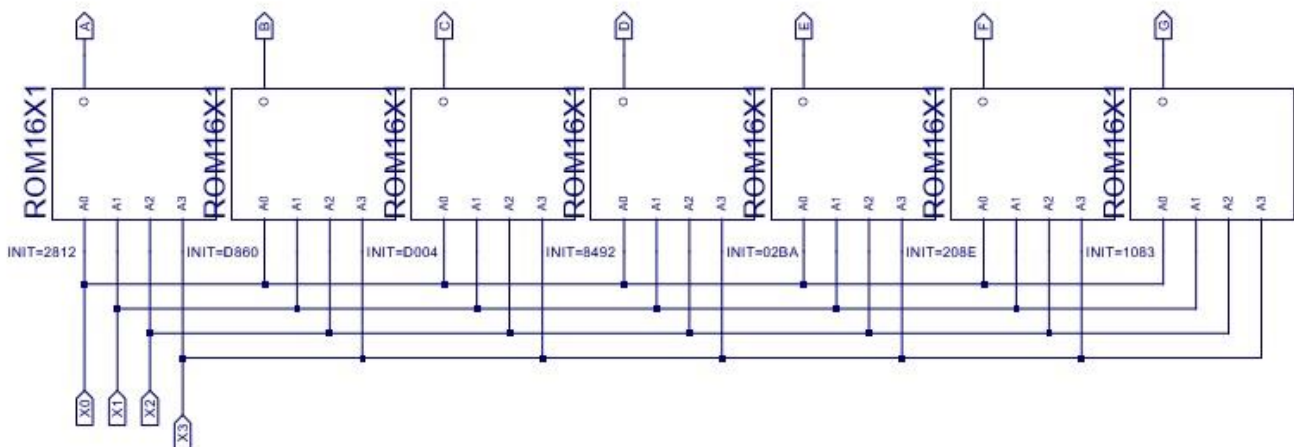 A B C D E F G
ROM16X1 ROM16X1 ROM16X1 ROM16X1 ROM16X1 ROM16X1 ROM16X1
O O O O O O O
A0 A1 A2 A3 A0 A1 A2 A3 A0 A1 A2 A3 A0 A1 A2 A3 A0 A1 A2 A3 A0 A1 A2 A3 A0 A1 A2 A3
INIT=2812 INIT=D860 INIT=D004 INIT=8492 INIT=02BA INIT=208E INIT=1083
X0 X1 X2 X3